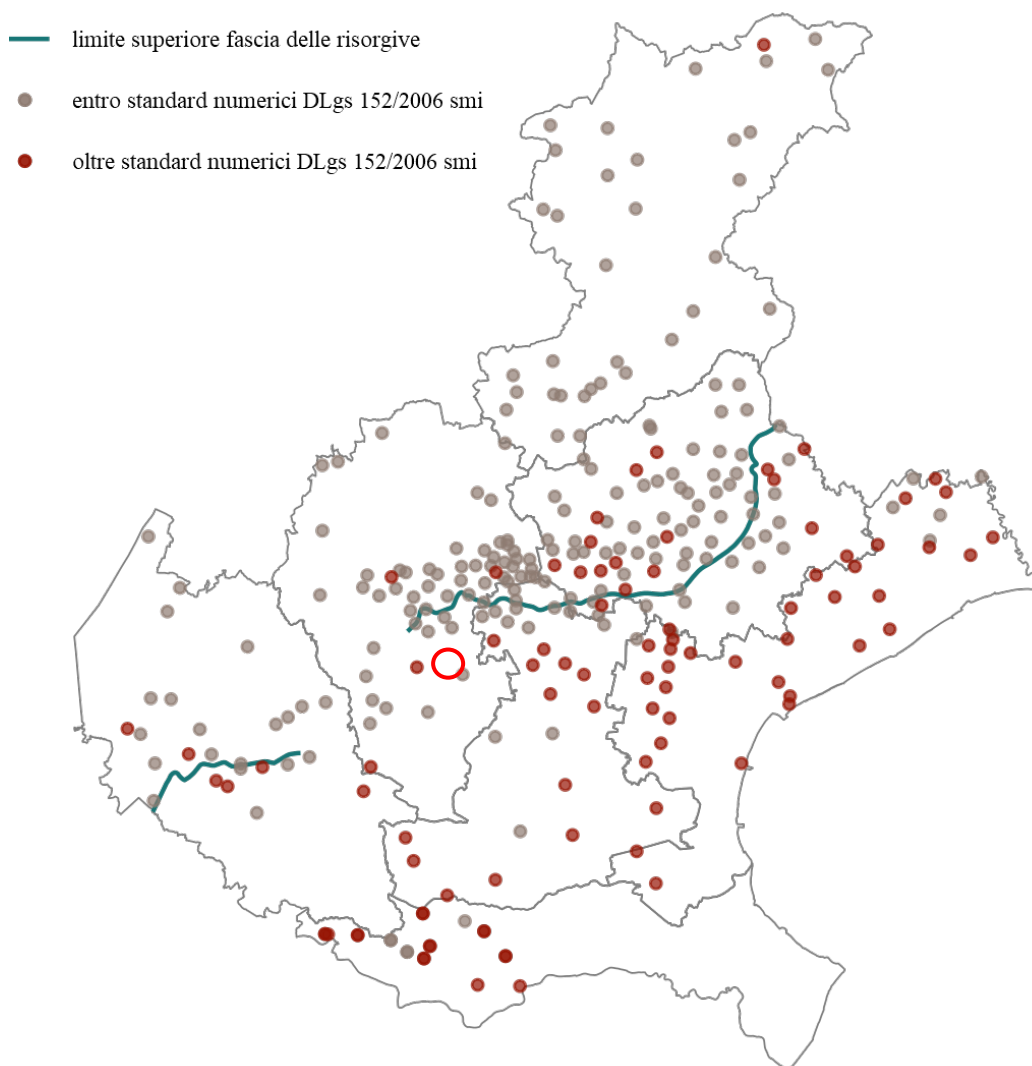 limite superiore fascia delle risorgive
entro standard numerici DLgs 152/2006 smi
oltre standard numerici DLgs 152/2006 smi